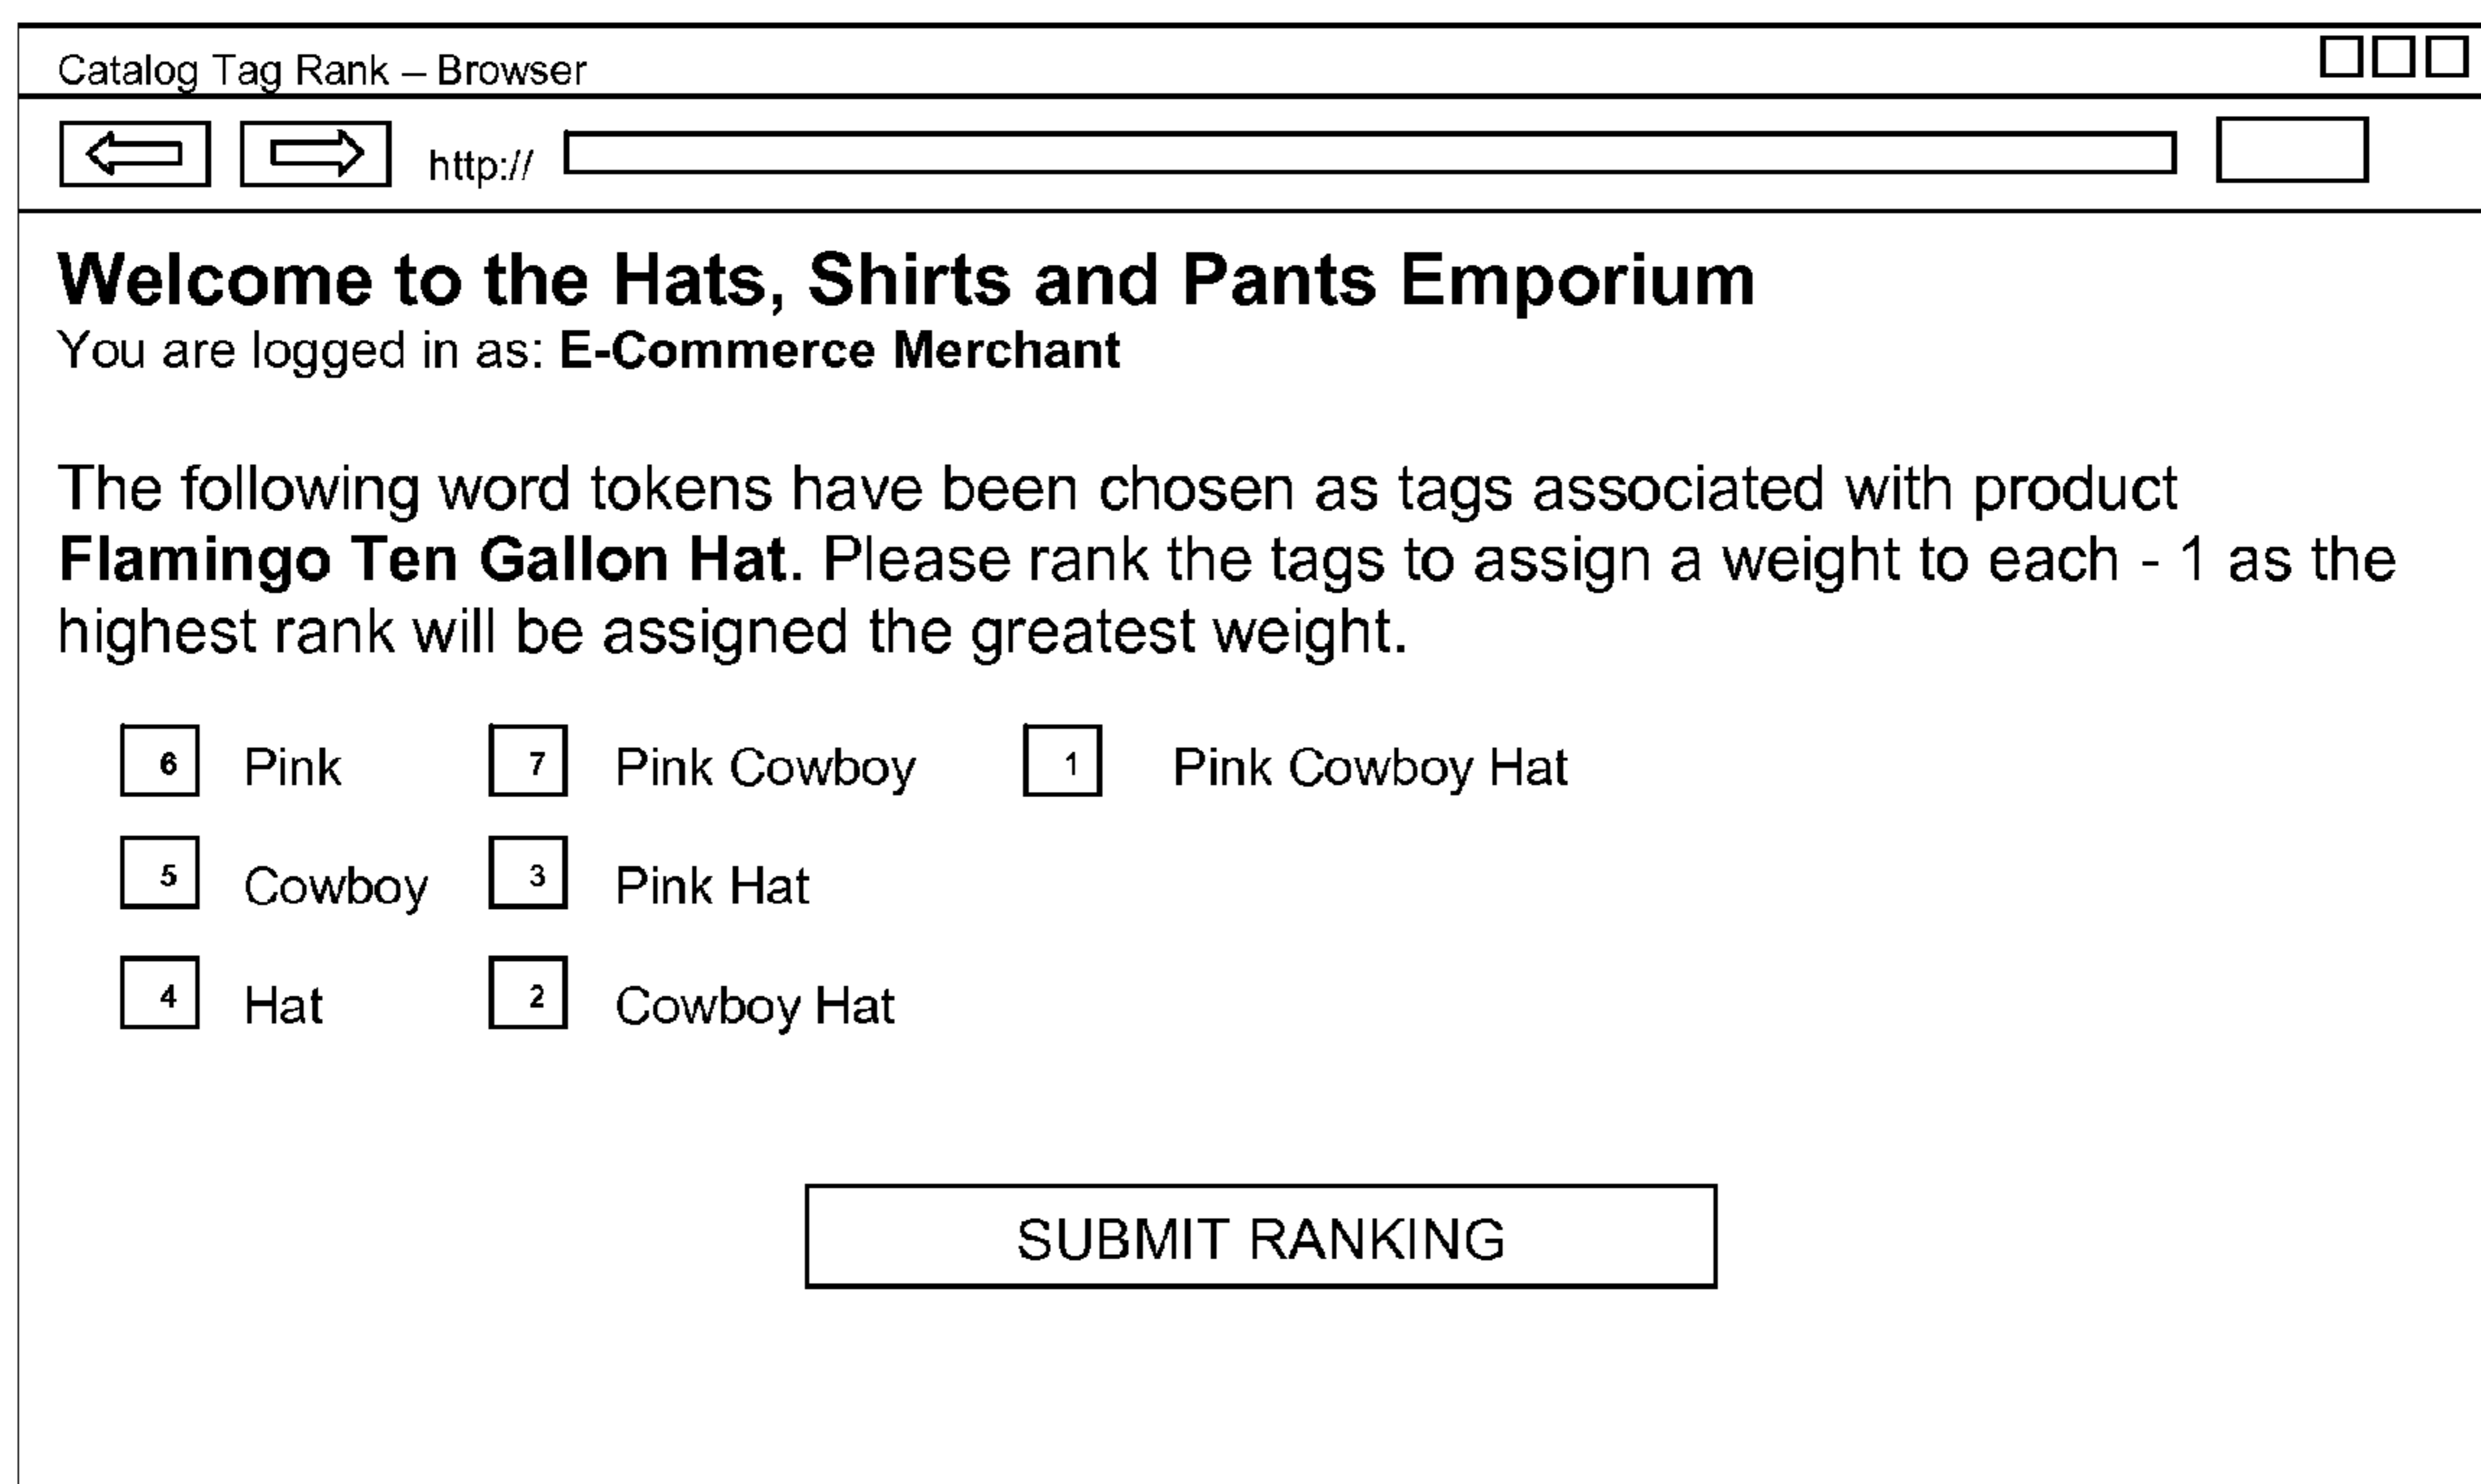 Catalog Tag Rank – Browser
http://
Welcome to the Hats, Shirts and Pants Emporium
You are logged in as: E-Commerce Merchant
The following word tokens have been chosen as tags associated with product
Flamingo Ten Gallon Hat. Please rank the tags to assign a weight to each - 1 as the
highest rank will be assigned the greatest weight.
6 Pink 7 Pink Cowboy 1 Pink Cowboy Hat
5 Cowboy 3 Pink Hat
4 Hat 2 Cowboy Hat
SUBMIT RANKING